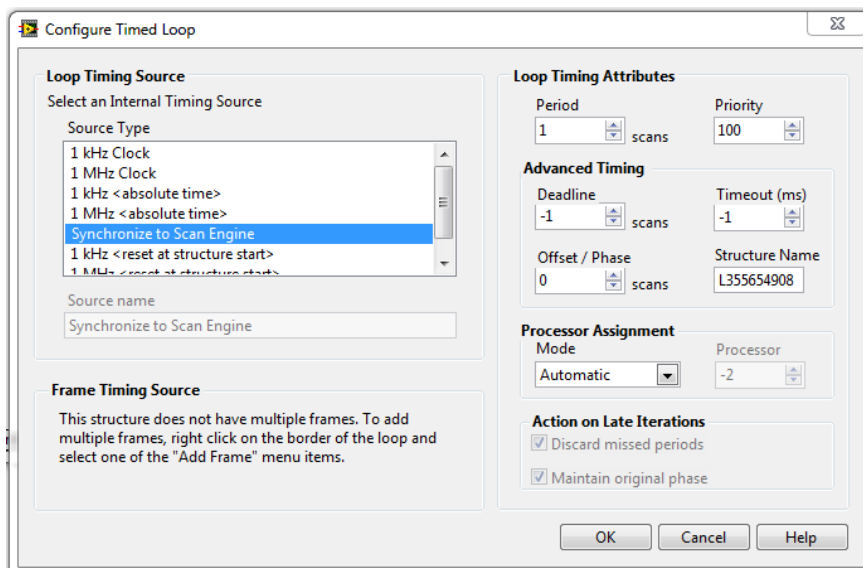 Configure Timed Loop
Loop Timing Source
Select an Internal Timing Source
Source Type
1 kHz Clock
1 MHz Clock
1 kHz <absolute time>
1 MHz <absolute time>
Synchronize to Scan Engine
1 kHz <reset at structure start>
1 MHz <reset at structure start>
Source name
Synchronize to Scan Engine
Frame Timing Source
This structure does not have multiple frames. To add
multiple frames, right click on the border of the loop and
select one of the "Add Frame" menu items.
Loop Timing Attributes
Period
Priority
1
scans
100
Advanced Timing
Deadline
Timeout (ms)
-1
scans
-1
Offset / Phase
Structure Name
0
scans
L355654908
Processor Assignment
Mode
Processor
Automatic
-2
Action on Late Iterations
Discard missed periods
Maintain original phase
OK
Cancel
Help